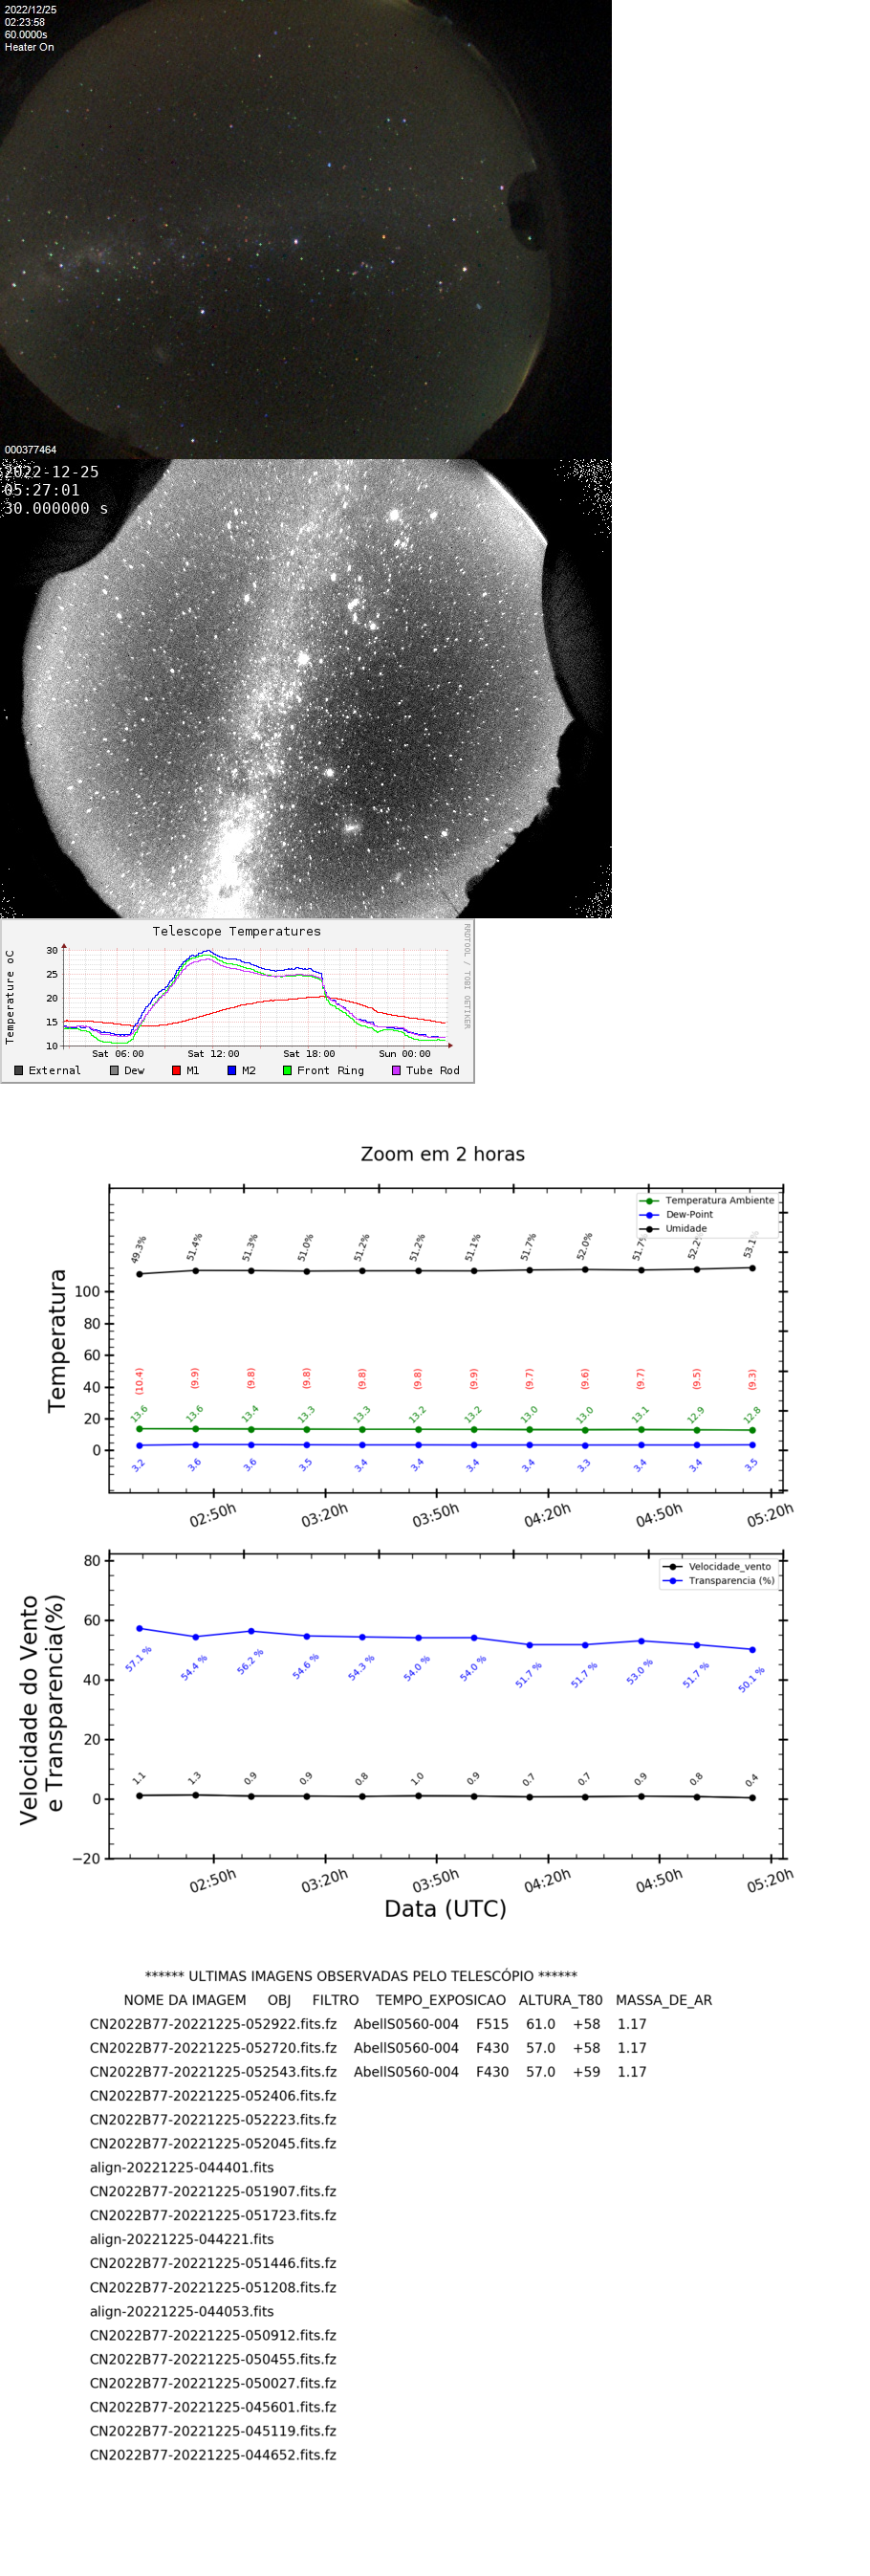 2022/12/25
02:23:58
60.0000s
Heater On
000377464
2022-12-25
05:27:01
30.000000 s
Telescope Temperatures
RRDTOOL / TOBI OETIKER
Temperature oC
30
25
20
15
10
Sat 06:00 Sat 12:00 Sat 18:00 Sun 00:00
External Dew M1 M2 Front Ring Tube Rod
Zoom em 2 horas
Temperatura Ambiente
Dew-Point
Umidade
49.3% 51.4% 51.3% 51.0% 51.2% 51.2% 51.1% 51.7% 52.0% 51.7% 52.2% 53.1%
Temperatura
100
80
60
40
20
0
(10.4) (9.9) (9.8) (9.8) (9.8) (9.8) (9.9) (9.7) (9.6) (9.7) (9.5) (9.3)
13.6 13.6 13.4 13.3 13.3 13.2 13.2 13.0 13.0 13.1 12.9 12.8
3.2 3.6 3.6 3.5 3.4 3.4 3.4 3.4 3.3 3.4 3.4 3.5
02:50h 03:20h 03:50h 04:20h 04:50h 05:20h
Velocidade_vento
Transparencia (%)
Velocidade do Vento
e Transparencia(%)
80
60
40
20
0
−20
57.1 % 54.4 % 56.2 % 54.6 % 54.3 % 54.0 % 54.0 % 51.7 % 51.7 % 53.0 % 51.7 % 50.1 %
1.1 1.3 0.9 0.9 0.8 1.0 0.9 0.7 0.7 0.9 0.8 0.4
02:50h 03:20h 03:50h 04:20h 04:50h 05:20h
Data (UTC)
****** ULTIMAS IMAGENS OBSERVADAS PELO TELESCÓPIO ******
NOME DA IMAGEM OBJ FILTRO TEMPO_EXPOSICAO ALTURA_T80 MASSA_DE_AR
CN2022B77-20221225-052922.fits.fz AbellS0560-004 F515 61.0 +58 1.17
CN2022B77-20221225-052720.fits.fz AbellS0560-004 F430 57.0 +58 1.17
CN2022B77-20221225-052543.fits.fz AbellS0560-004 F430 57.0 +59 1.17
CN2022B77-20221225-052406.fits.fz
CN2022B77-20221225-052223.fits.fz
CN2022B77-20221225-052045.fits.fz
align-20221225-044401.fits
CN2022B77-20221225-051907.fits.fz
CN2022B77-20221225-051723.fits.fz
align-20221225-044221.fits
CN2022B77-20221225-051446.fits.fz
CN2022B77-20221225-051208.fits.fz
align-20221225-044053.fits
CN2022B77-20221225-050912.fits.fz
CN2022B77-20221225-050455.fits.fz
CN2022B77-20221225-050027.fits.fz
CN2022B77-20221225-045601.fits.fz
CN2022B77-20221225-045119.fits.fz
CN2022B77-20221225-044652.fits.fz